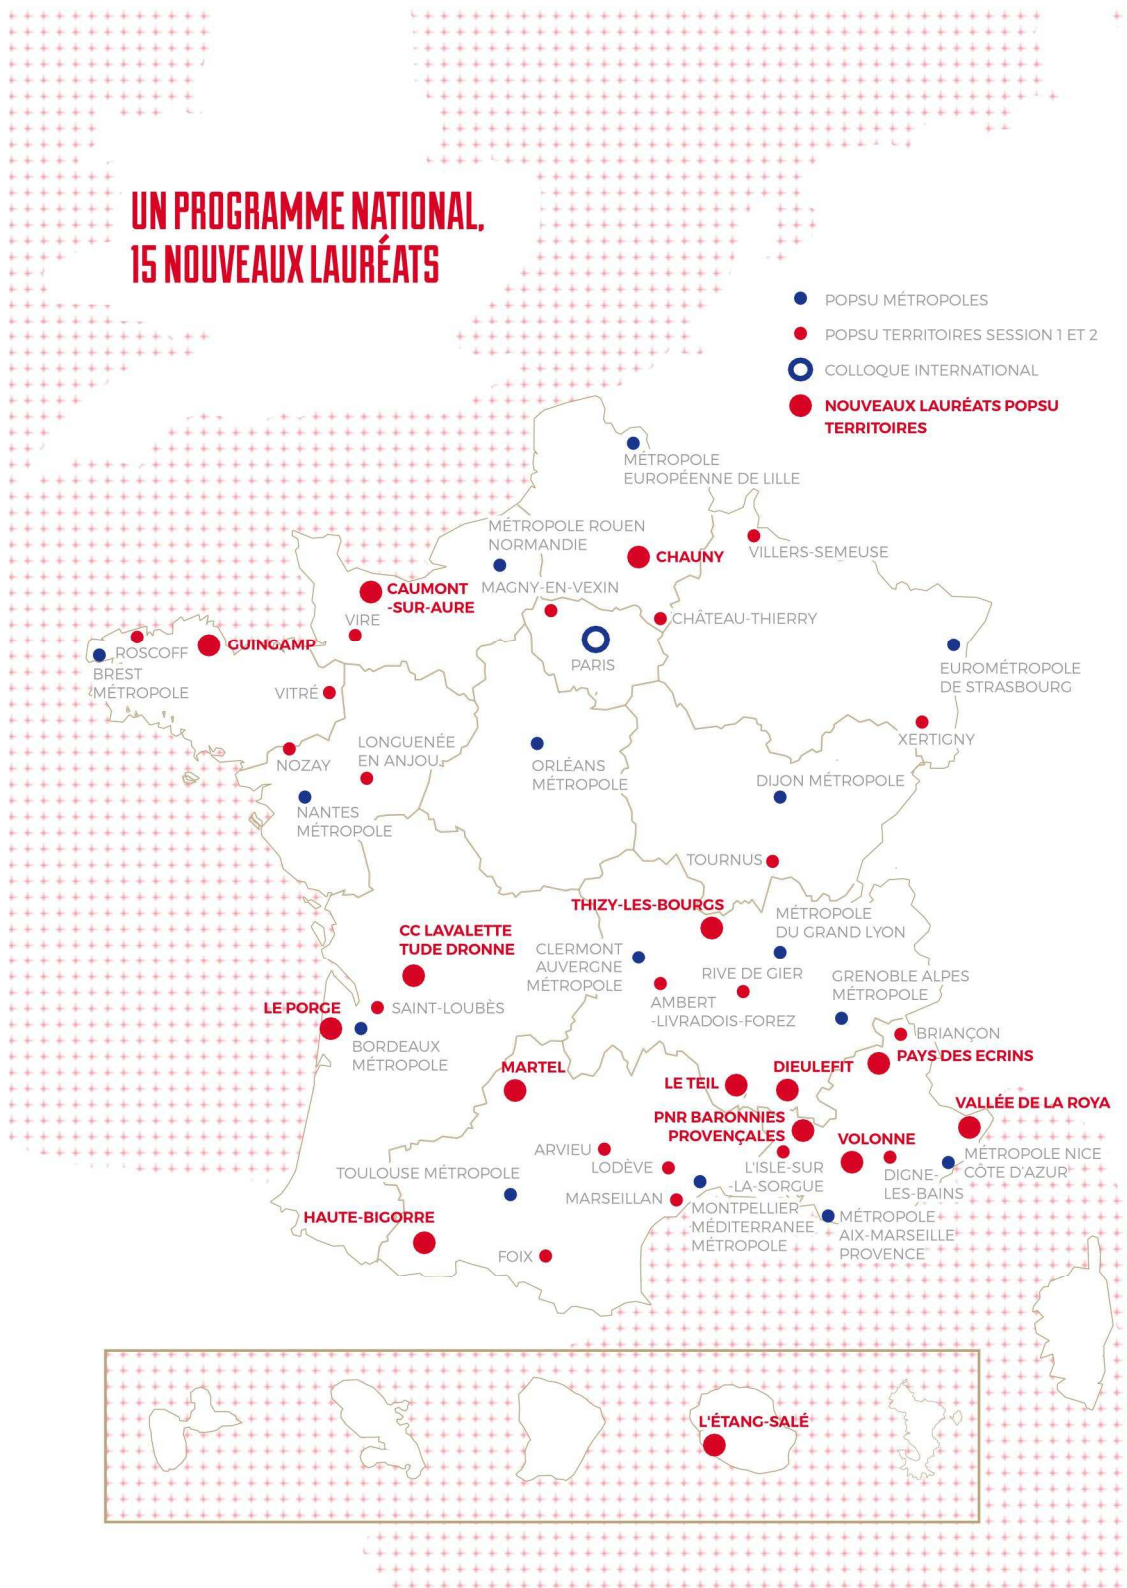 UN PROGRAMME NATIONAL,
15 NOUVEAUX LAURÉATS
POPSU MÉTROPOLES
POPSU TERRITOIRES SESSION 1 ET 2
COLLOQUE INTERNATIONAL
NOUVEAUX LAURÉATS POPSU
TERRITOIRES
MÉTROPOLE
EUROPÉENNE DE LILLE
MÉTROPOLE ROUEN
NORMANDIE
CHAUNY
VILLERS-SEMEUSE
MAGNY-EN-VEXIN
CAUMONT
-SUR-AURE
VIRE
CHÂTEAU-THIERRY
GUINGAMP
ROSCOFF
BREST
MÉTROPOLE
PARIS
EUROMÉTROPOLE
DE STRASBOURG
VITRÉ
XERTIGNY
NOZAY
LONGUENÉE
EN ANJOU
ORLÉANS
MÉTROPOLE
DIJON MÉTROPOLE
NANTES
MÉTROPOLE
TOURNUS
THIZY-LES-BOURGS
MÉTROPOLE
DU GRAND LYON
CC LAVALETTE
TUDE DRONNE
CLERMONT
AUVERGNE
MÉTROPOLE
RIVE DE GIER
GRENOBLE ALPES
MÉTROPOLE
AMBERT
-LIVRADOIS-FOREZ
LE PORGE
SAINT-LOUBÈS
BORDEAUX
MÉTROPOLE
BRIANÇON
PAYS DES ECRINS
MARTEL
LE TEIL
DIEULEFIT
VALLÉE DE LA ROYA
PNR BARONNIES
PROVENÇALES
VOLONNE
ARVIEU
LODÈVE
L'ISLE-SUR
-LA-SORGUE
DIGNE-
LES-BAINS
MÉTROPOLE NICE
CÔTE D'AZUR
TOULOUSE MÉTROPOLE
MARSEILLAN
MONTPELLIER
MÉDITERRANEE
MÉTROPOLE
MÉTROPOLE
AIX-MARSEILLE
PROVENCE
HAUTE-BIGORRE
FOIX
L'ÉTANG-SALÉ